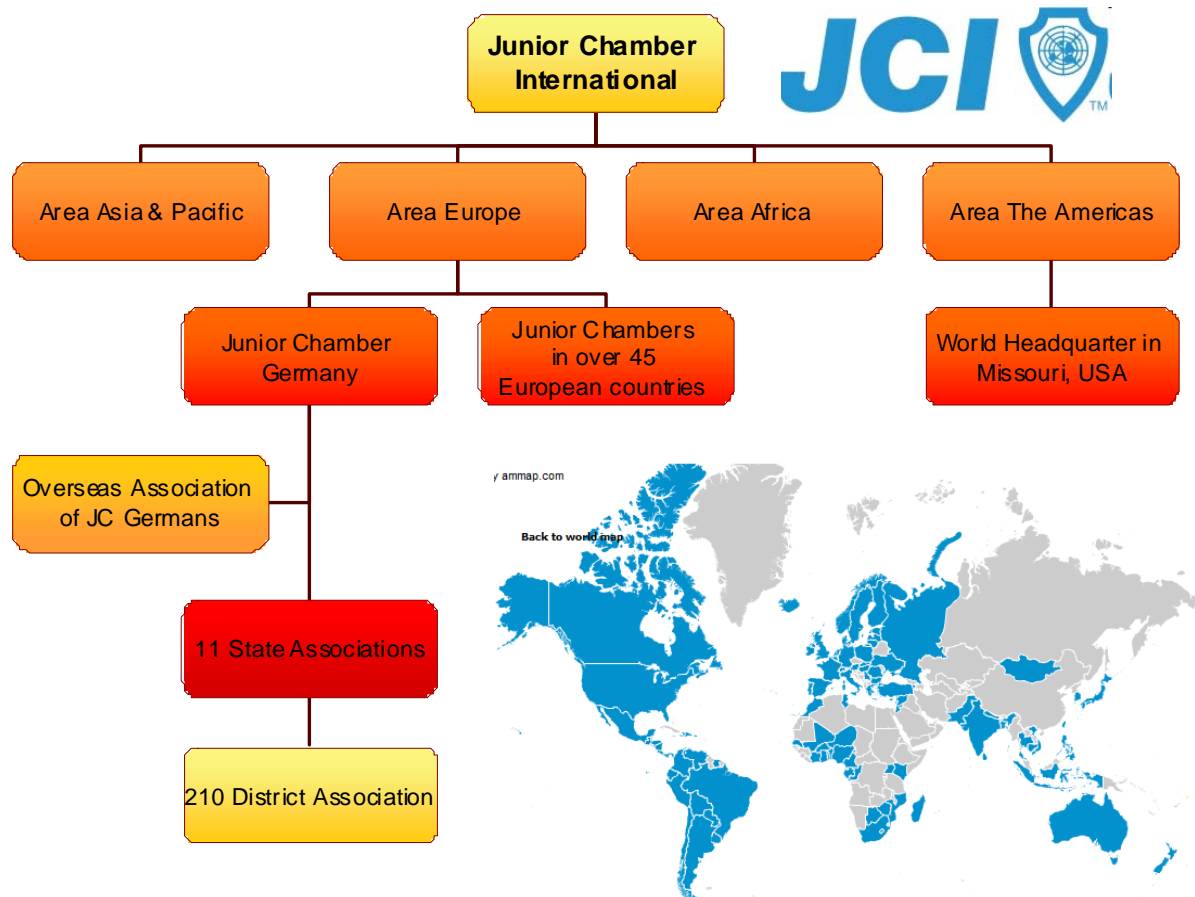 Junior Chamber
International
JCI
TM
Area Asia & Pacific
Area Europe
Area Africa
Area The Americas
Junior Chamber
Germany
Junior Chambers
in over 45
European countries
World Headquarter in
Missouri, USA
Overseas Association
of JC Germans
y ammap.com
Back to world map
11 State Associations
210 District Association